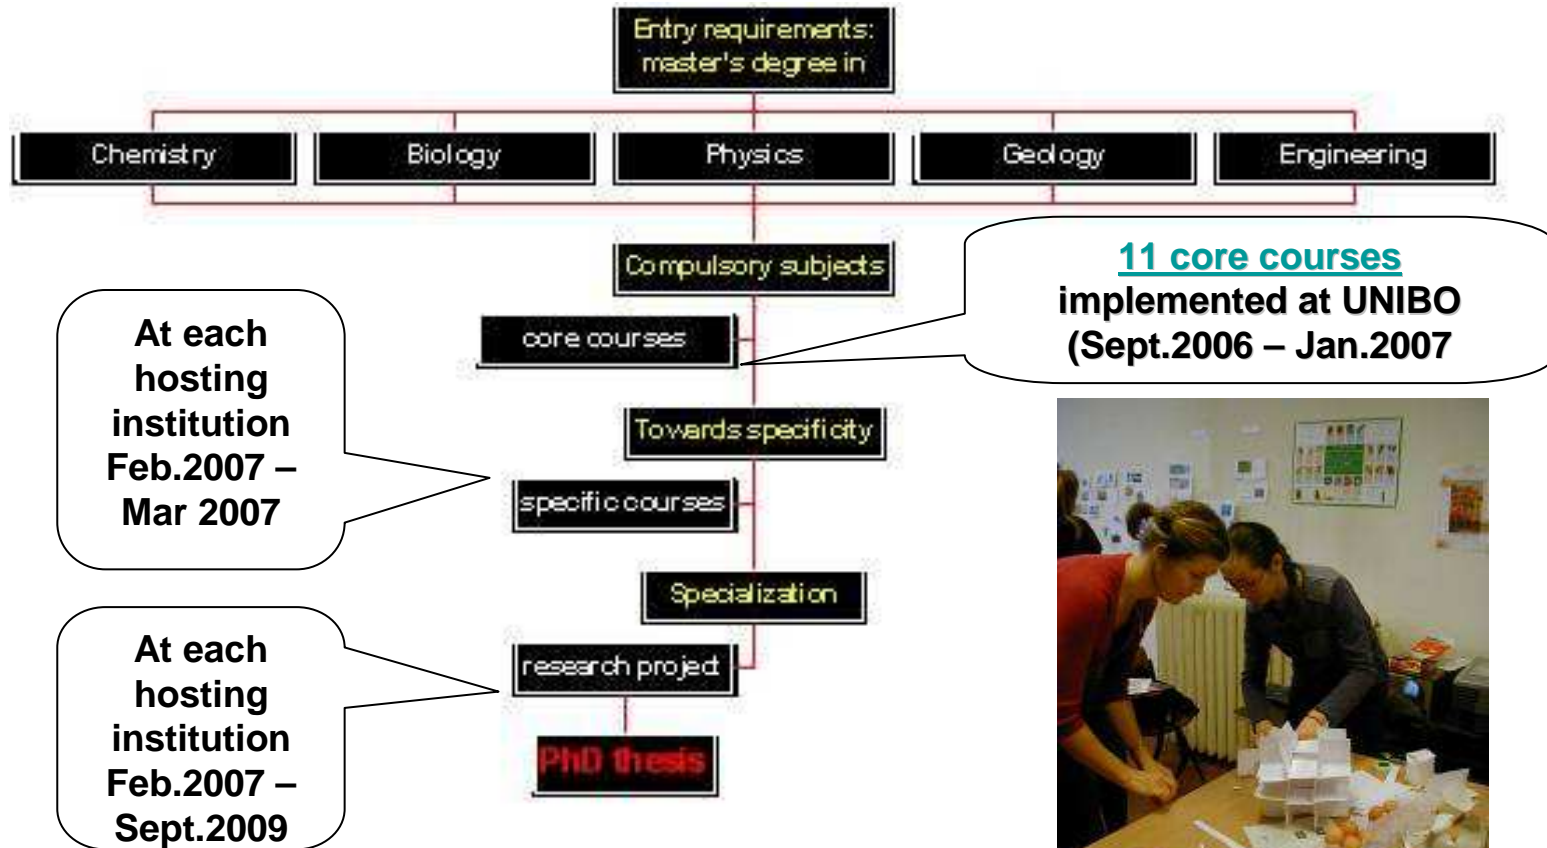 Entry requirements:
master's degree in
Chemistry
Biology
Physics
Geology
Engineering
Compulsory subjects
11 core courses
implemented at UNIBO
(Sept.2006 – Jan.2007
core courses
At each
hosting
institution
Feb.2007 –
Mar 2007
Towards specificity
specific courses
Specialization
At each
hosting
institution
Feb.2007 –
Sept.2009
research project
PhD thesis